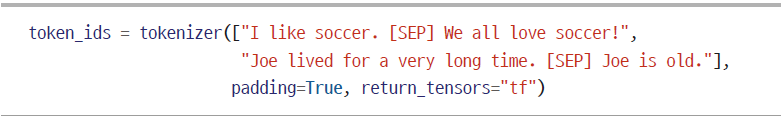 token_ids = tokenizer(["I like soccer. [SEP] We all love soccer!",
"Joe lived for a very long time. [SEP] Joe is old."],
padding=True, return_tensors="tf")